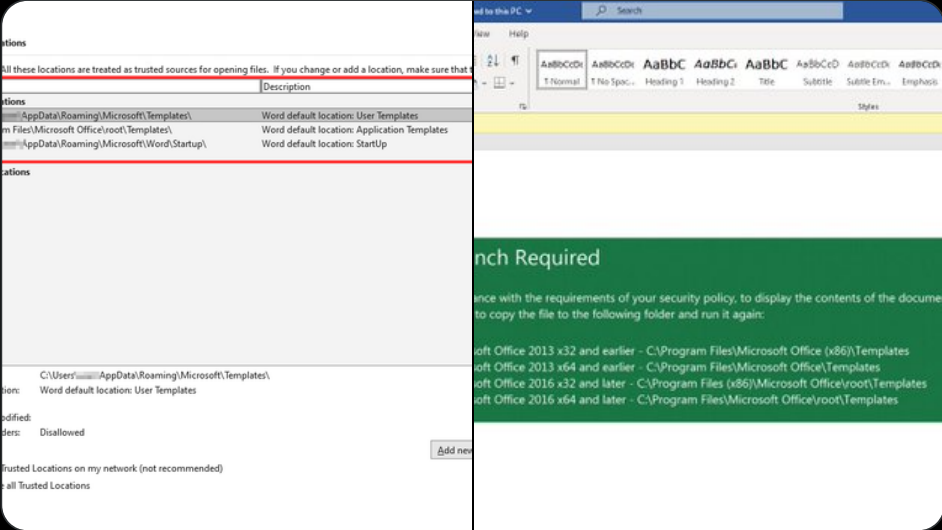 ations
All these locations are treated as trusted sources for opening files. If you change or add a location, make sure that t
Description
ations
AppData\Roaming\Microsoft\Templates\ Word default location: User Templates
m Files\Microsoft Office\root\Templates\ Word default location: Application Templates
AppData\Roaming\Microsoft\Word\Startup\ Word default location: StartUp
cations
C:\Users\ AppData\Roaming\Microsoft\Templates\
tion: Word default location: User Templates
odified:
ders: Disallowed
Add new
Trusted Locations on my network (not recommended)
e all Trusted Locations
ed to this PC
Search
View Help
AaBbCcDc AaBbCcDc AaBbC AaBbCc AaBbC AaBbCcD AaBbCcDc AaBbCcDc
¶ Normal ¶ No Spac... Heading 1 Heading 2 Title Subtitle Subtle Em... Emphasis
Styles
nch Required
ance with the requirements of your security policy, to display the contents of the docume
to copy the file to the following folder and run it again:
soft Office 2013 x32 and earlier - C:\Program Files\Microsoft Office (x86)\Templates
soft Office 2013 x64 and earlier - C:\Program Files\Microsoft Office\Templates
soft Office 2016 x32 and later - C:\Program Files (x86)\Microsoft Office\root\Templates
soft Office 2016 x64 and later - C:\Program Files\Microsoft Office\root\Templates